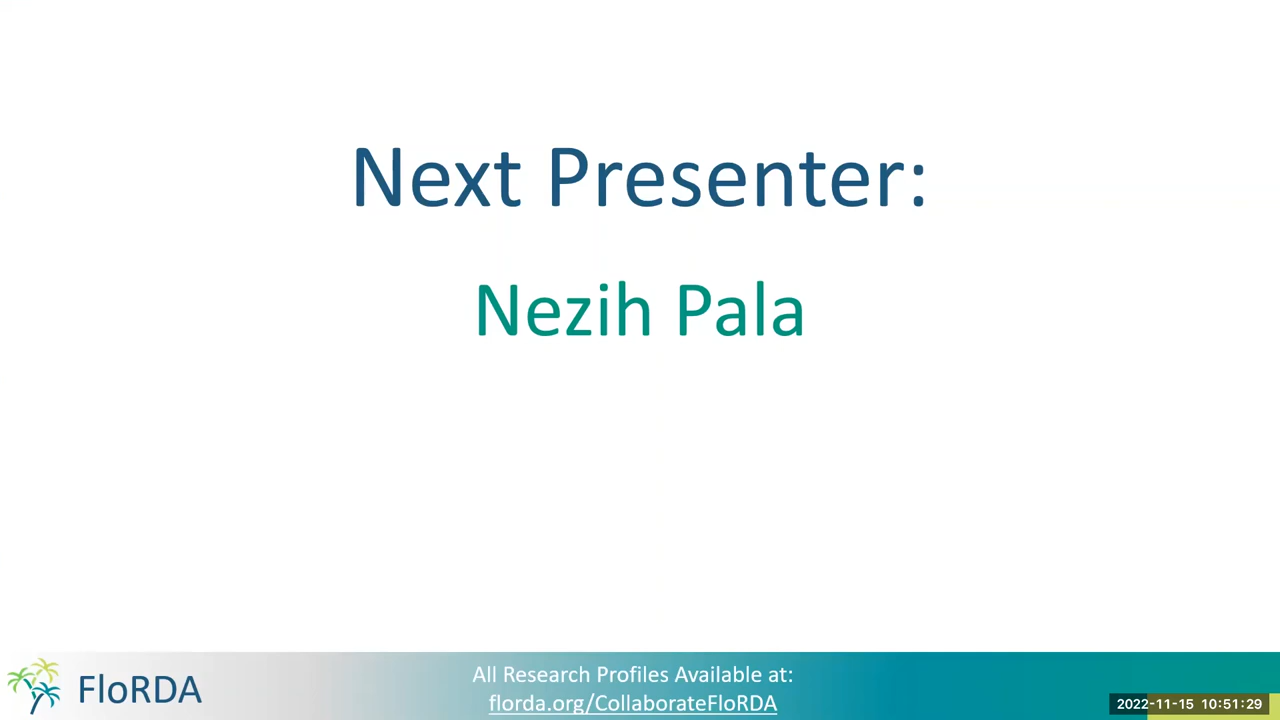 Next Presenter:
Nezih Pala
FloRDA
All Research Profiles Available at:
florda.org/CollaborateFloRDA
2022-11-15 10:51:29